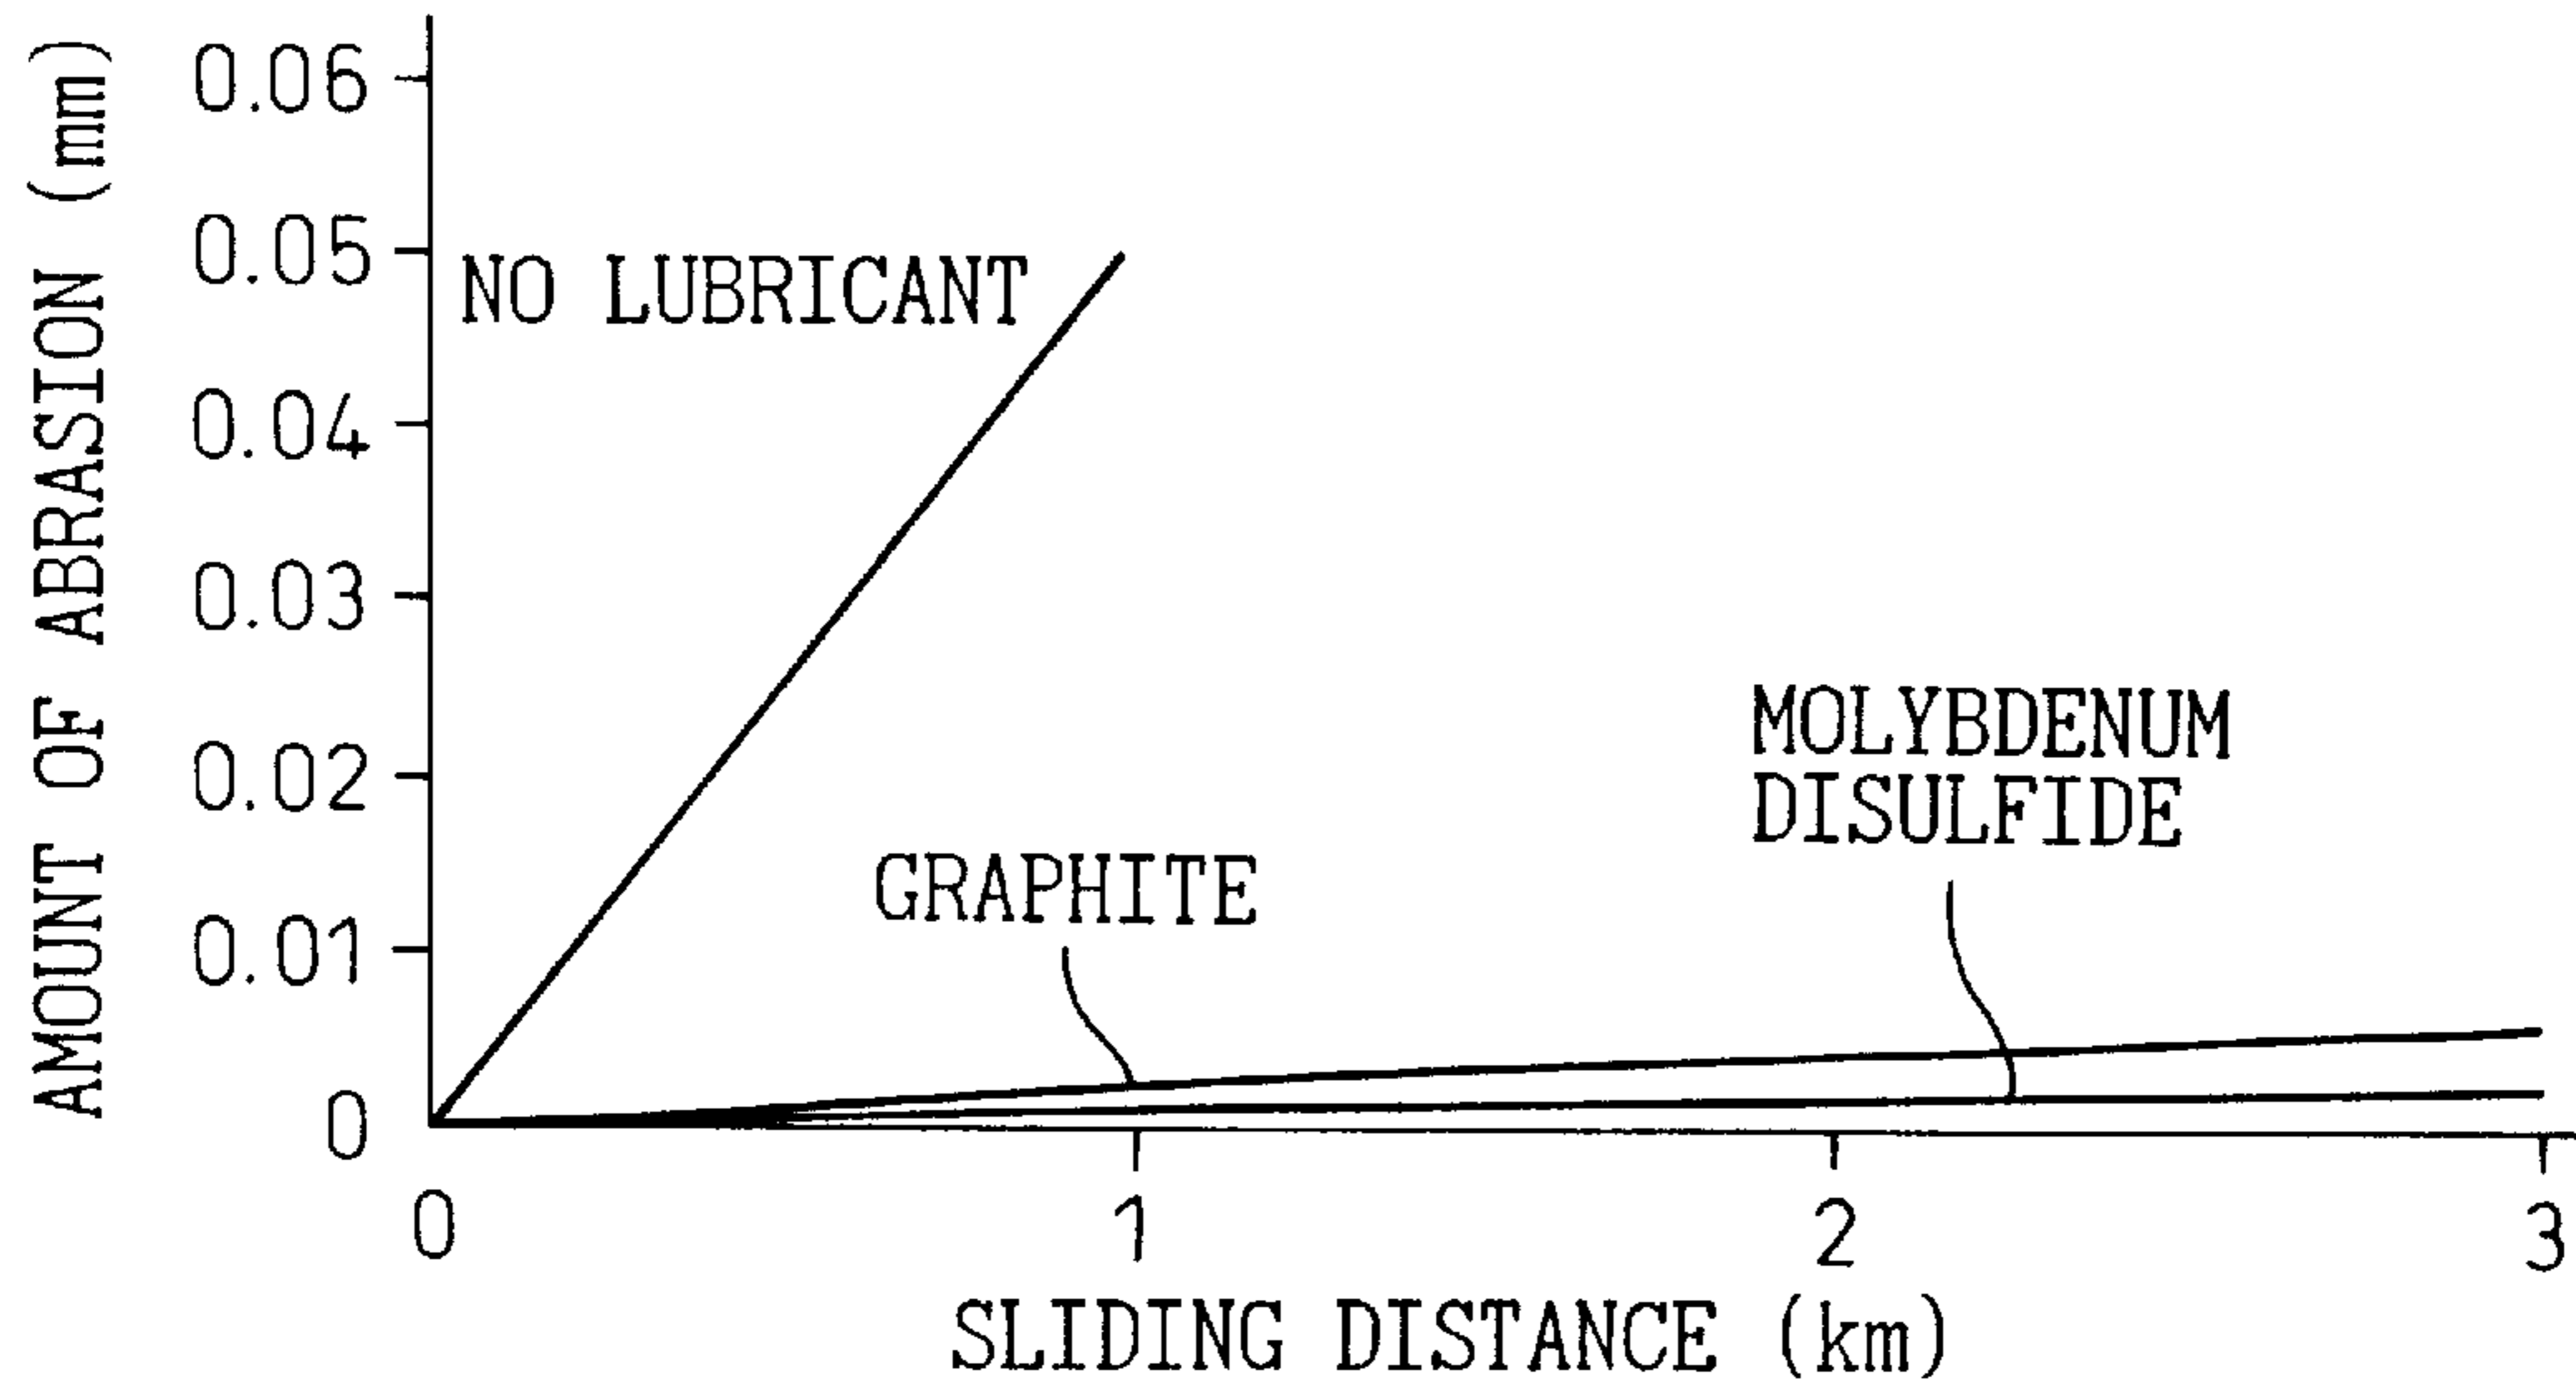 AMOUNT OF ABRASION (mm)
0.06
0.05
0.04
0.03
0.02
0.01
0
NO LUBRICANT
GRAPHITE
MOLYBDENUM
DISULFIDE
0 1 2 3
SLIDING DISTANCE (km)